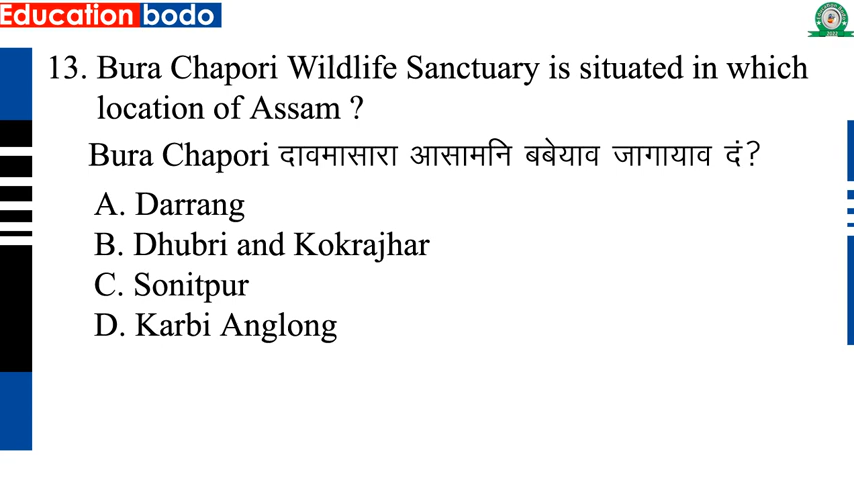 Education bodo
13. Bura Chapori Wildlife Sanctuary is situated in which
location of Assam ?
Bura Chapori दावमासारा आसामनि बबेयाव जागायाव दं?
A. Darrang
B. Dhubri and Kokrajhar
C. Sonitpur
D. Karbi Anglong
2022